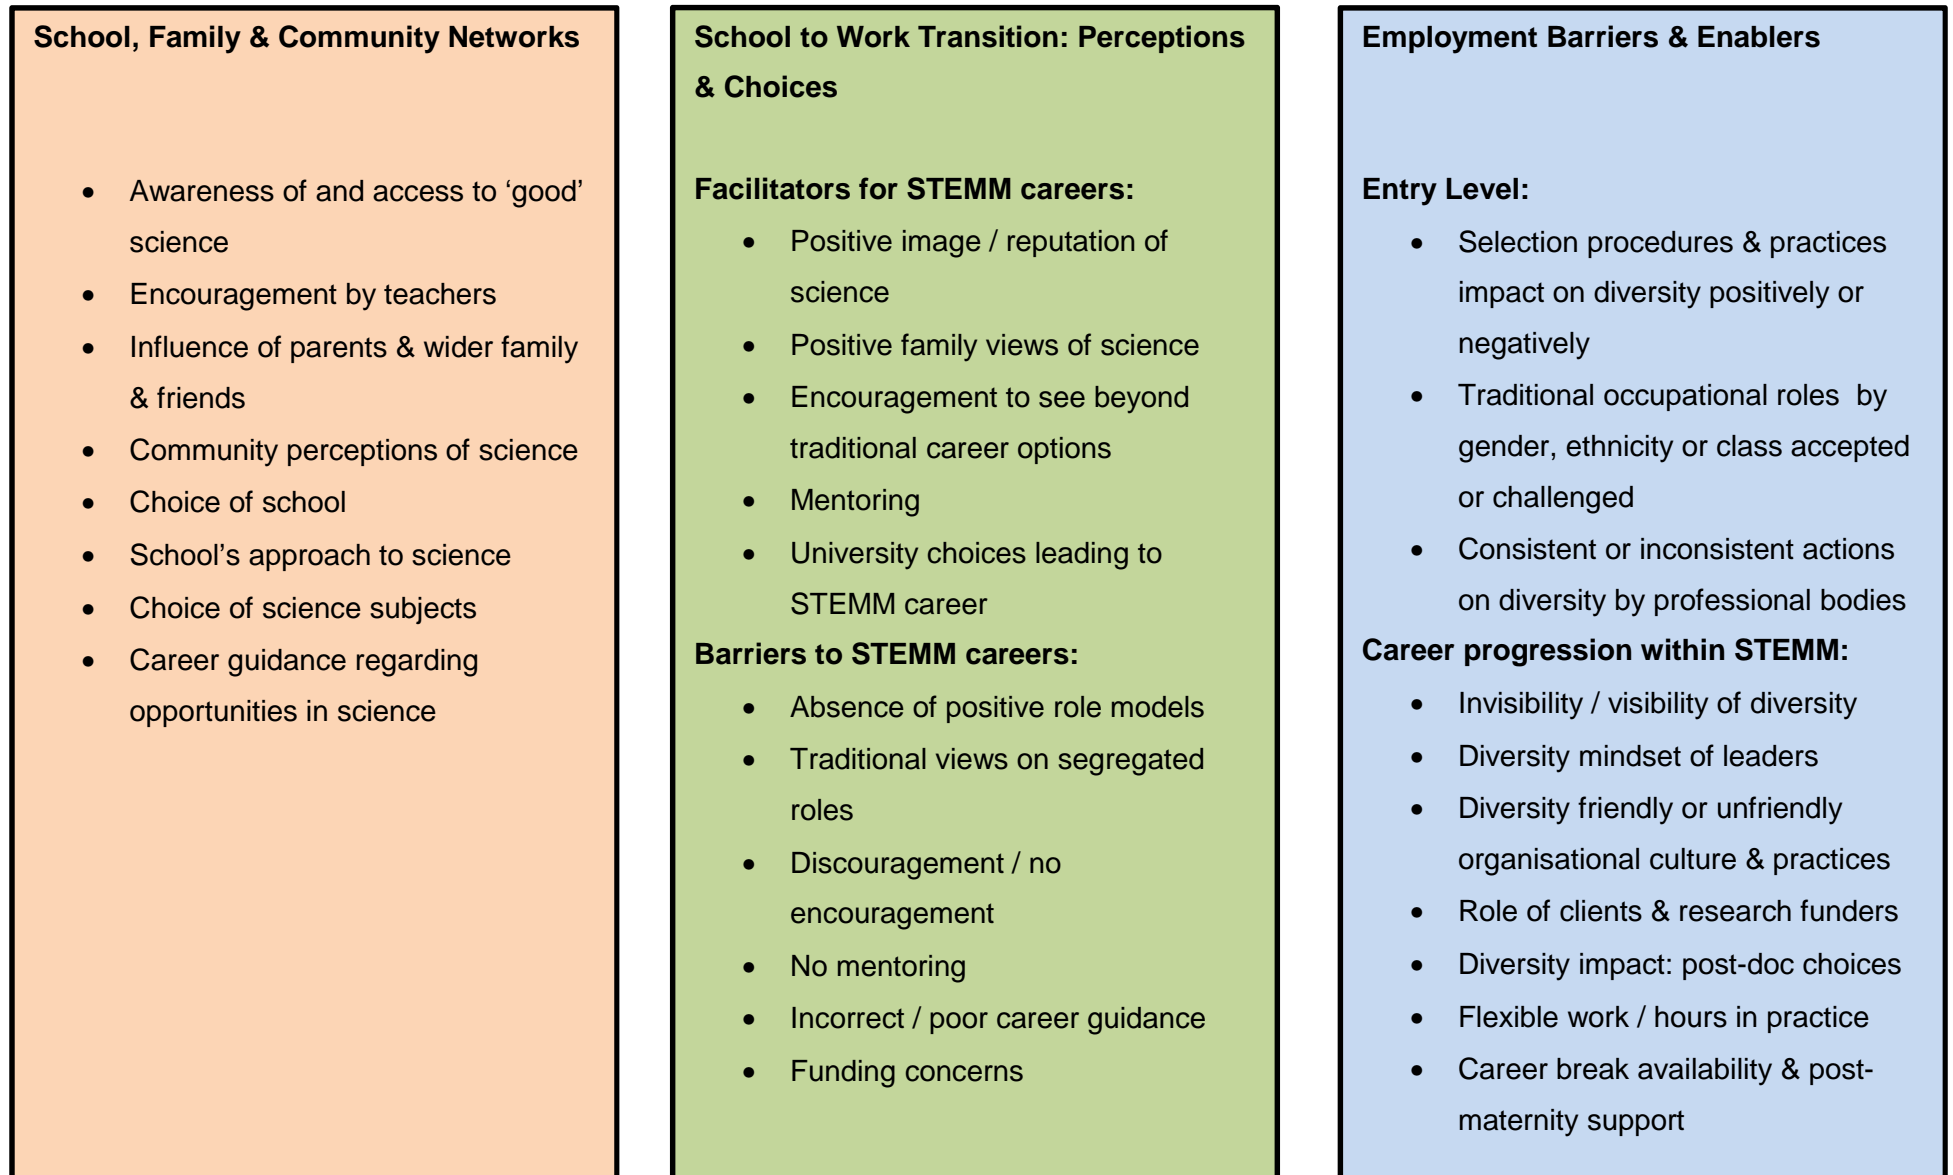 School, Family & Community Networks
• Awareness of and access to ‘good’
science
• Encouragement by teachers
• Influence of parents & wider family
& friends
• Community perceptions of science
• Choice of school
• School’s approach to science
• Choice of science subjects
• Career guidance regarding
opportunities in science
School to Work Transition: Perceptions
& Choices
Facilitators for STEMM careers:
• Positive image / reputation of
science
• Positive family views of science
• Encouragement to see beyond
traditional career options
• Mentoring
• University choices leading to
STEMM career
Barriers to STEMM careers:
• Absence of positive role models
• Traditional views on segregated
roles
• Discouragement / no
encouragement
• No mentoring
• Incorrect / poor career guidance
• Funding concerns
Employment Barriers & Enablers
Entry Level:
• Selection procedures & practices
impact on diversity positively or
negatively
• Traditional occupational roles  by
gender, ethnicity or class accepted
or challenged
• Consistent or inconsistent actions
on diversity by professional bodies
Career progression within STEMM:
• Invisibility / visibility of diversity
• Diversity mindset of leaders
• Diversity friendly or unfriendly
organisational culture & practices
• Role of clients & research funders
• Diversity impact: post-doc choices
• Flexible work / hours in practice
• Career break availability & post-
maternity support